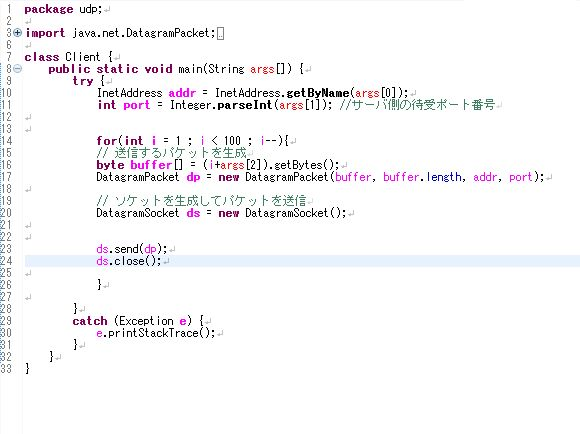 1 package udp;
2
3 import java.net.DatagramPacket;
6
7 class Client {
8 public static void main(String args[]) {
9 try {
10 InetAddress addr = InetAddress.getByName(args[0]);
11 int port = Integer.parseInt(args[1]); //サーバ側の待受ポート番号
12
13
14 for(int i = 1 ; i < 100 ; i--){
15 // 送信するパケットを生成
16 byte buffer[] = (i+args[2]).getBytes();
17 DatagramPacket dp = new DatagramPacket(buffer, buffer.length, addr, port);
18
19 // ソケットを生成してパケットを送信
20 DatagramSocket ds = new DatagramSocket();
21
22
23 ds.send(dp);
24 ds.close();
25
26 }
27
28 }
29 catch (Exception e) {
30 e.printStackTrace();
31 }
32 }
33 }